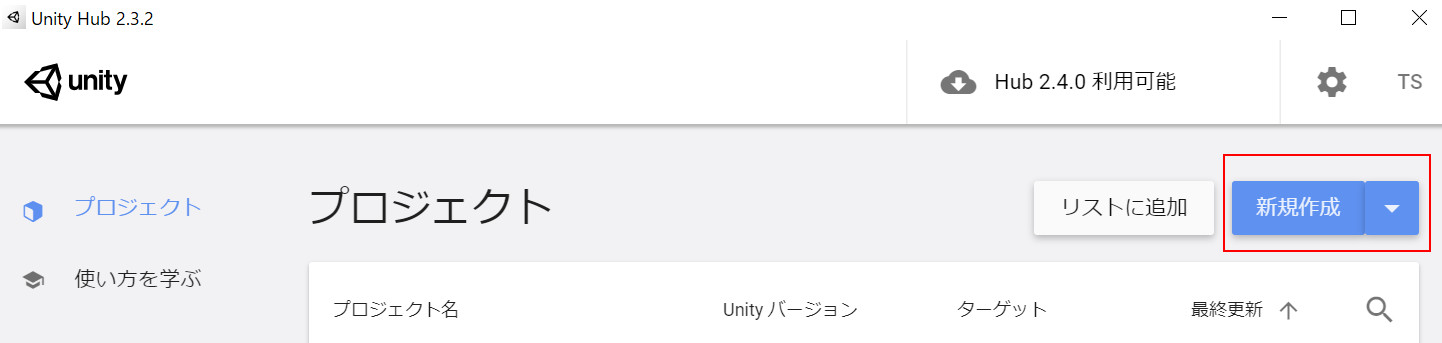 Unity Hub 2.3.2
unity
Hub 2.4.0 利用可能
TS
プロジェクト
プロジェクト
リストに追加
新規作成
使い方を学ぶ
プロジェクト名
Unity バージョン
ターゲット
最終更新